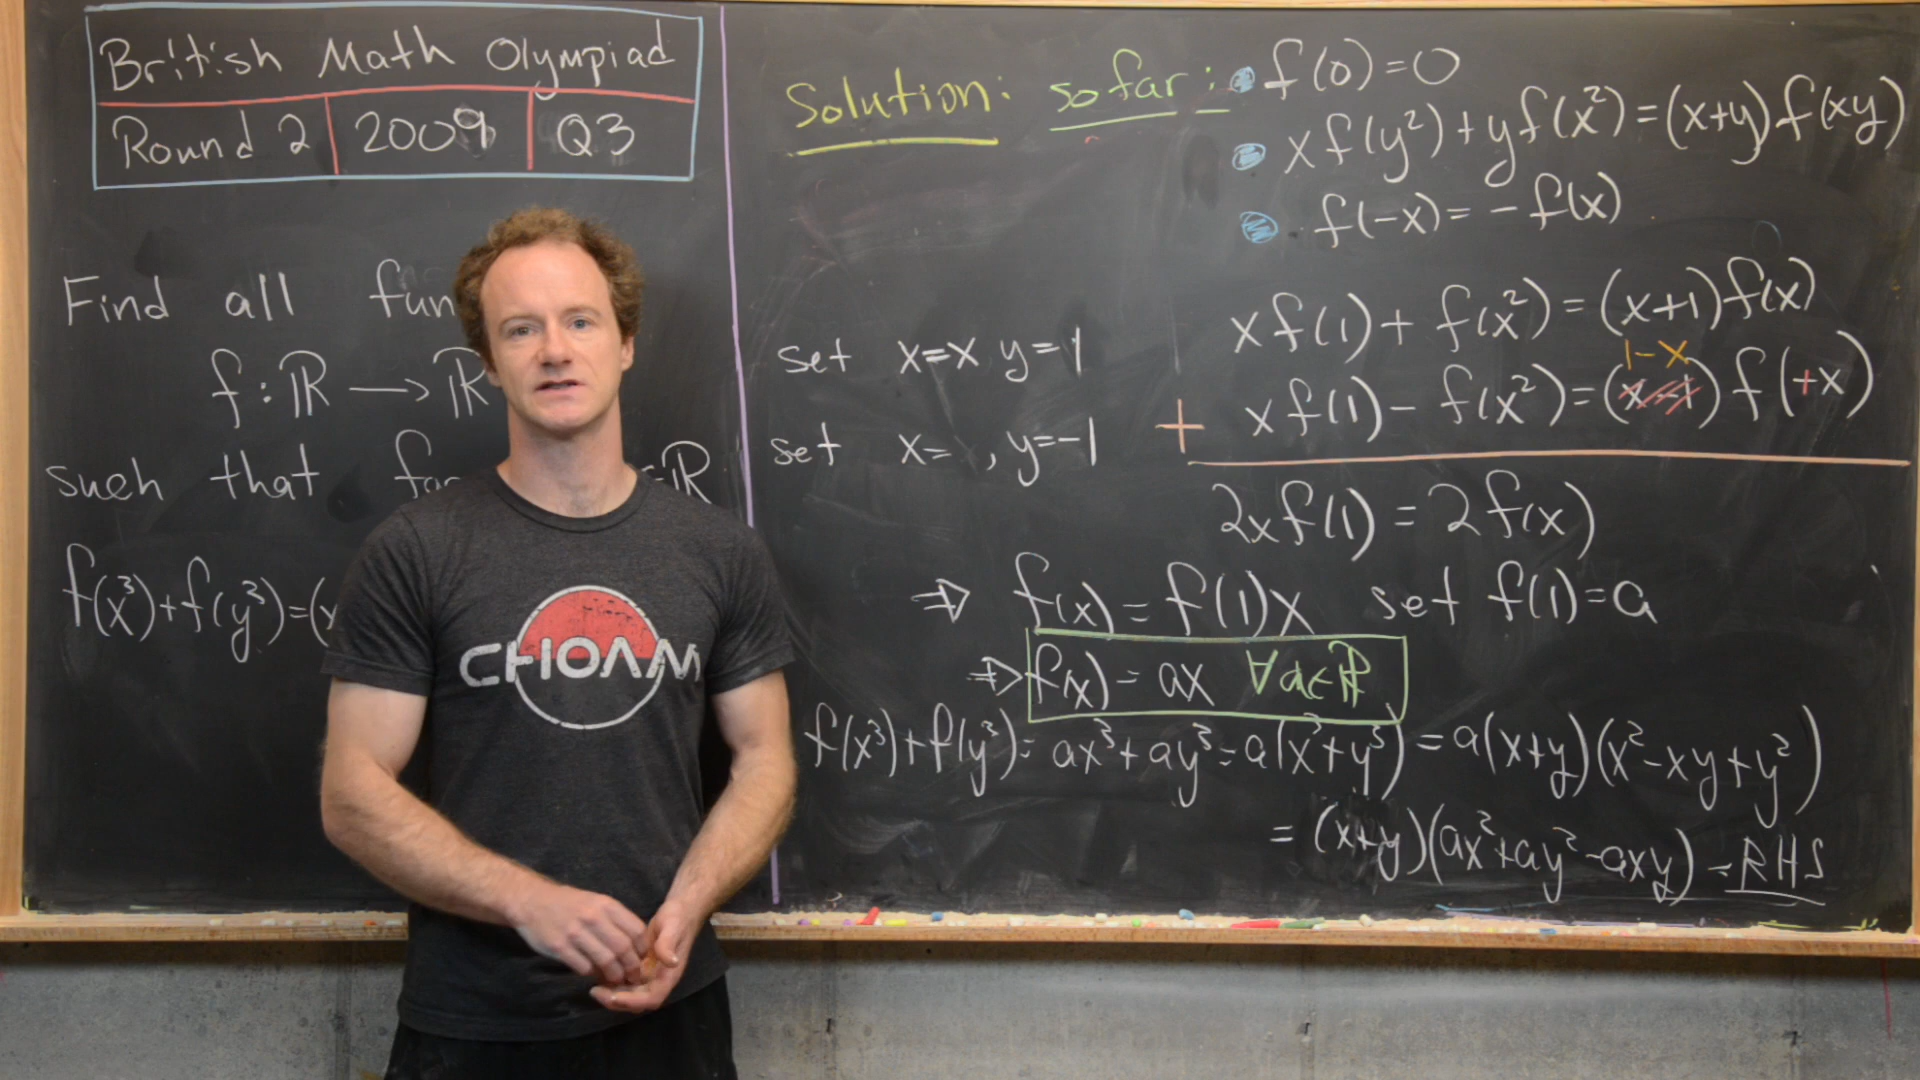 British Math Olympiad
Round 2 2009 Q3
Find all fun
f: ℝ → ℝ
such that for ∈ℝ
f(x³)+f(y³)=(x
CHOAM
Solution: so far:
f(0)=0
xf(y²)+yf(x²)=(x+y)f(xy)
f(-x)=-f(x)
set x=x y=1 xf(1)+f(x²)=(x+1)f(x)
1-x
set x= , y=-1 + xf(1)-f(x²)=( )f(+x)
2xf(1)=2f(x)
⇒ f(x)=f(1)x set f(1)=a
⇒ f(x)=ax ∀a∈ℝ
f(x³)+f(y³)=ax³+ay³=a(x³+y³)=a(x+y)(x²-xy+y²)
=(x+y)(ax²+ay²-axy)=RHS